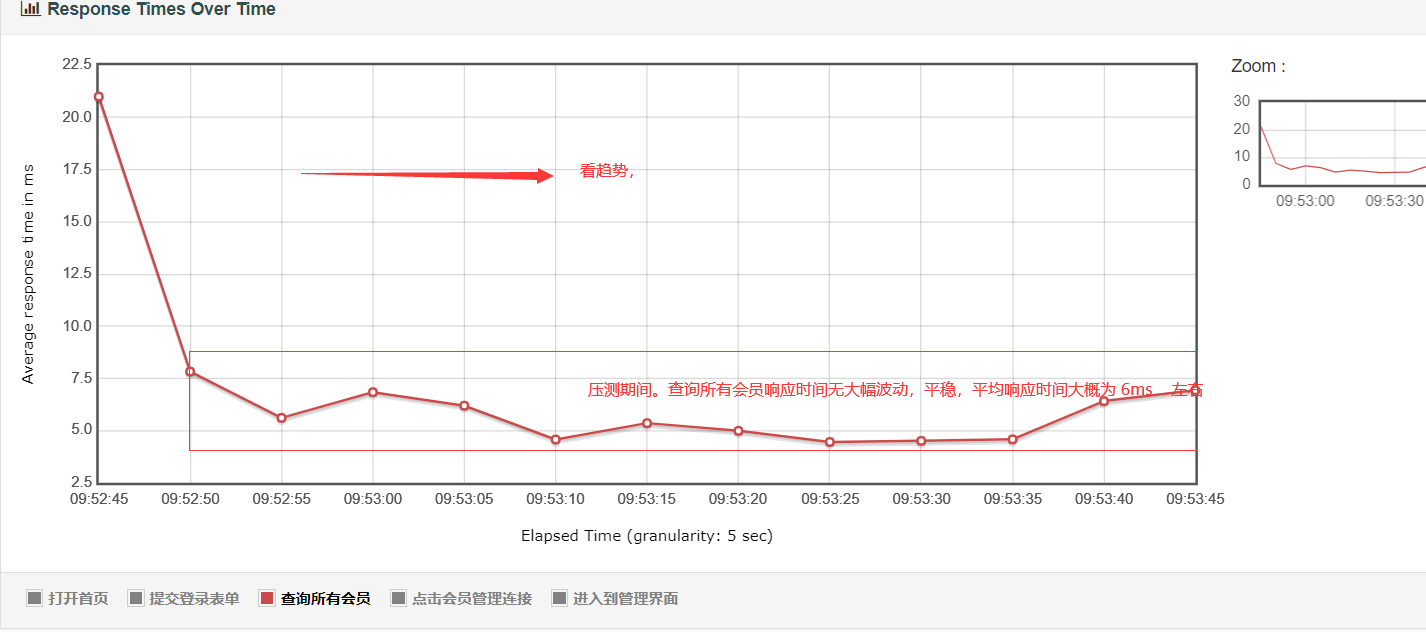 Response Times Over Time
Average response time in ms
22.5
20.0
17.5
15.0
12.5
10.0
7.5
5.0
2.5
看趋势,
压测期间。查询所有会员响应时间无大幅波动，平稳，平均响应时间大概为 6ms 左右
09:52:45 09:52:50 09:52:55 09:53:00 09:53:05 09:53:10 09:53:15 09:53:20 09:53:25 09:53:30 09:53:35 09:53:40 09:53:45
Elapsed Time (granularity: 5 sec)
Zoom :
30
20
10
0
09:53:00 09:53:30
打开首页 提交登录表单 查询所有会员 点击会员管理连接 进入到管理界面